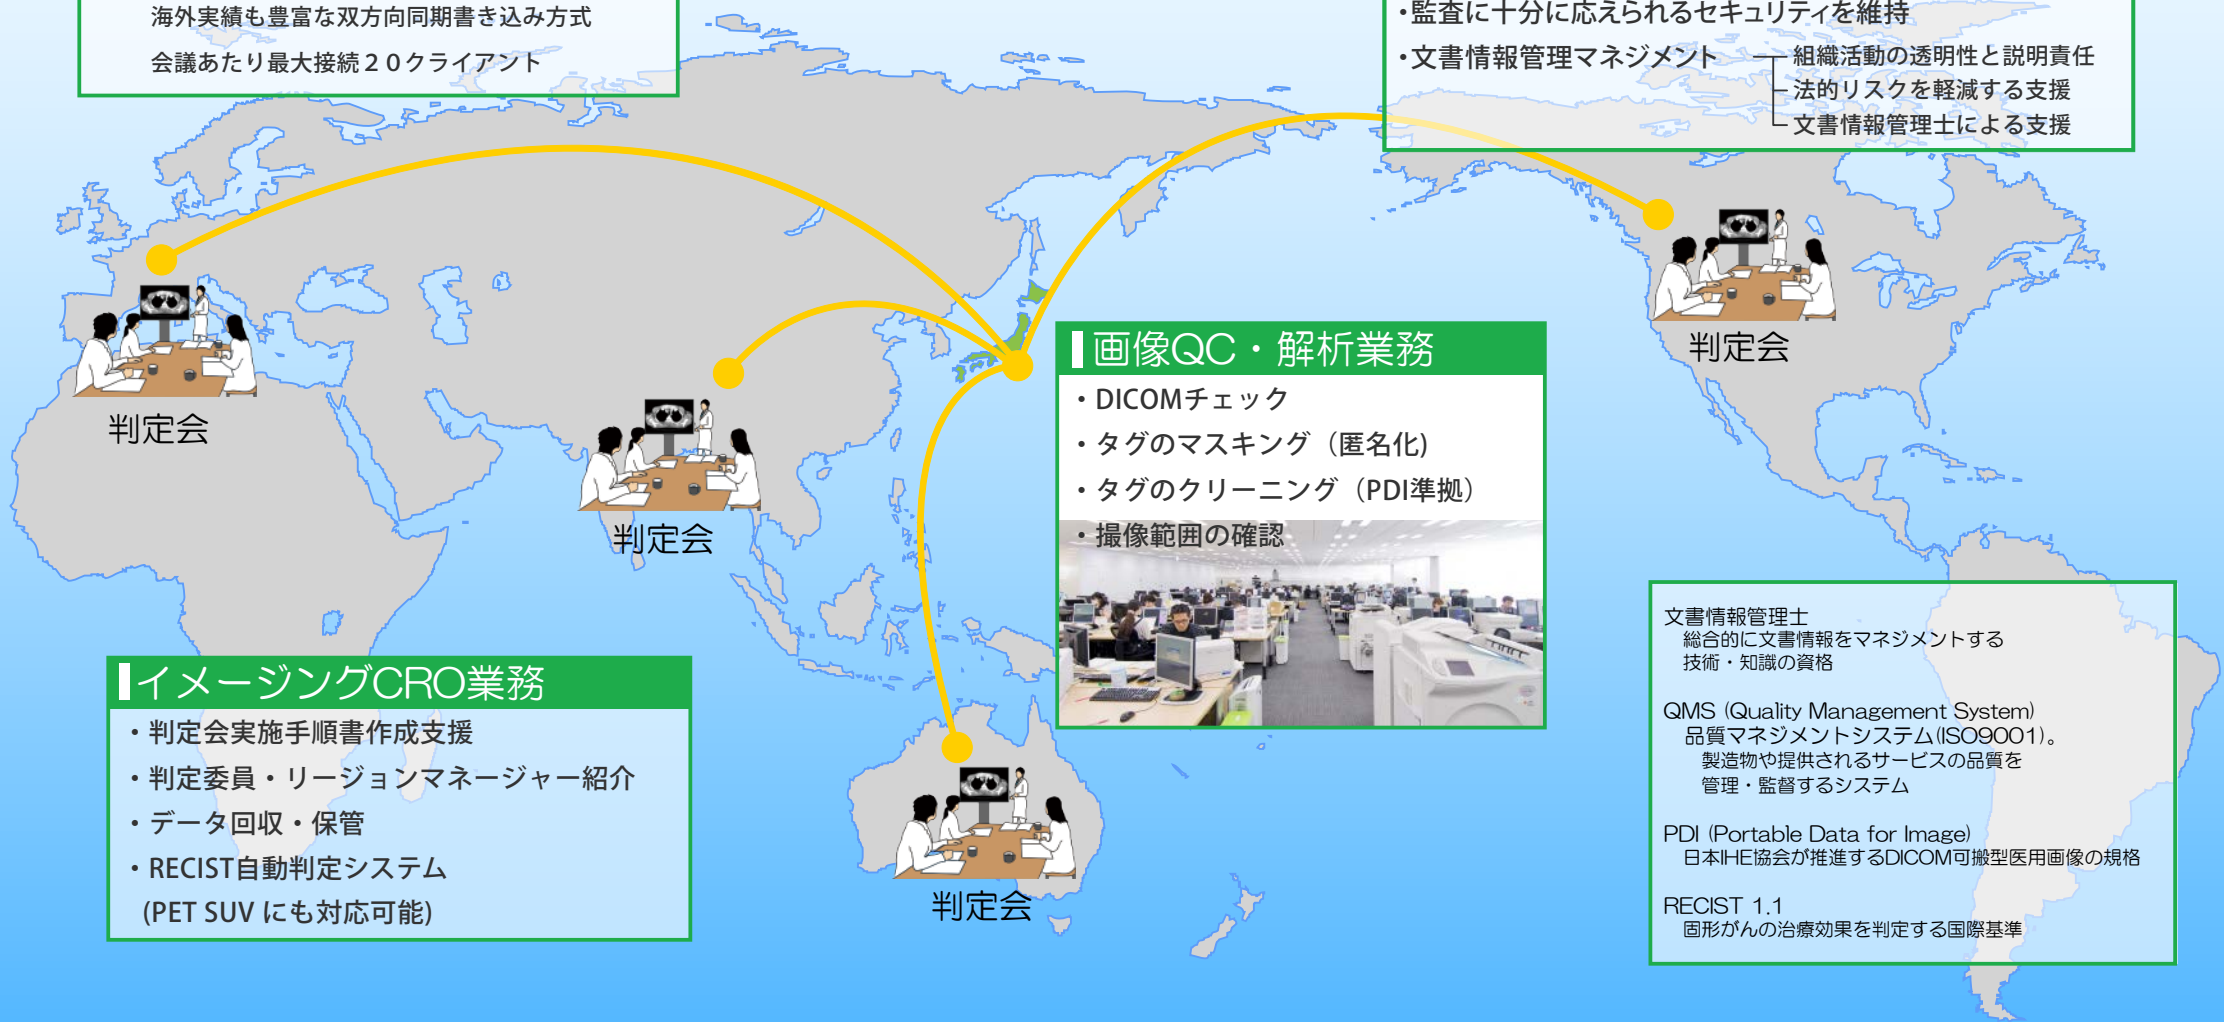 海外実績も豊富な双方向同期書き込み方式
会議あたり最大接続２０クライアント
・監査に十分に応えられるセキュリティを維持
・文書情報管理マネジメント
組織活動の透明性と説明責任
法的リスクを軽減する支援
文書情報管理士による支援
判定会
判定会
判定会
判定会
画像QC・解析業務
・DICOMチェック
・タグのマスキング（匿名化)
・タグのクリーニング（PDI準拠）
・撮像範囲の確認
イメージングCRO業務
・判定会実施手順書作成支援
・判定委員・リージョンマネージャー紹介
・データ回収・保管
・RECIST自動判定システム
(PET SUV にも対応可能)
文書情報管理士
総合的に文書情報をマネジメントする
技術・知識の資格
QMS (Quality Management System)
品質マネジメントシステム(ISO9001)。
製造物や提供されるサービスの品質を
管理・監督するシステム
PDI (Portable Data for Image)
日本IHE協会が推進するDICOM可搬型医用画像の規格
RECIST 1.1
固形がんの治療効果を判定する国際基準